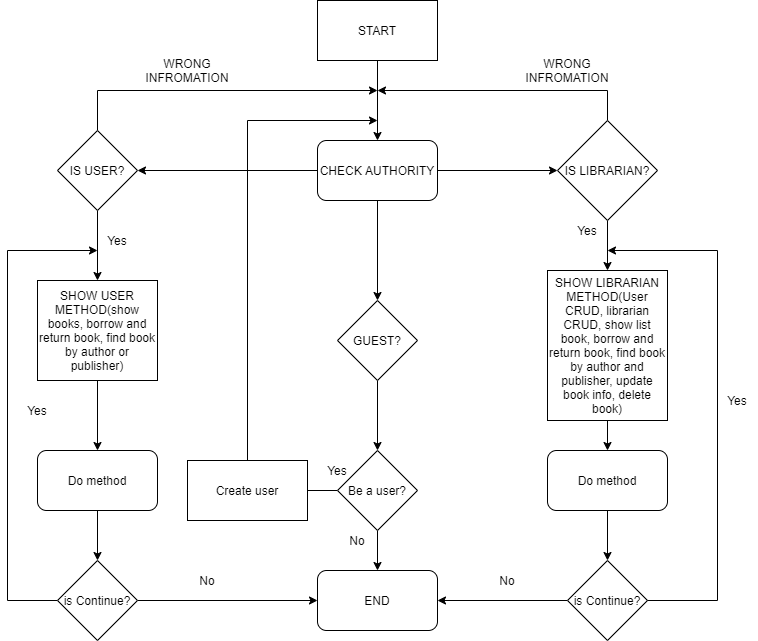 START
WRONG
INFROMATION
WRONG
INFROMATION
IS USER?
CHECK AUTHORITY
IS LIBRARIAN?
Yes
Yes
SHOW USER
METHOD(show
books, borrow and
return book, find book
by author or
publisher)
SHOW LIBRARIAN
METHOD(User
CRUD, librarian
CRUD, show list
book, borrow and
return book, find book
by author and
publisher, update
book info, delete
book)
GUEST?
Yes
Yes
Do method
Create user
Yes
Be a user?
Do method
No
is Continue?
No
END
No
is Continue?